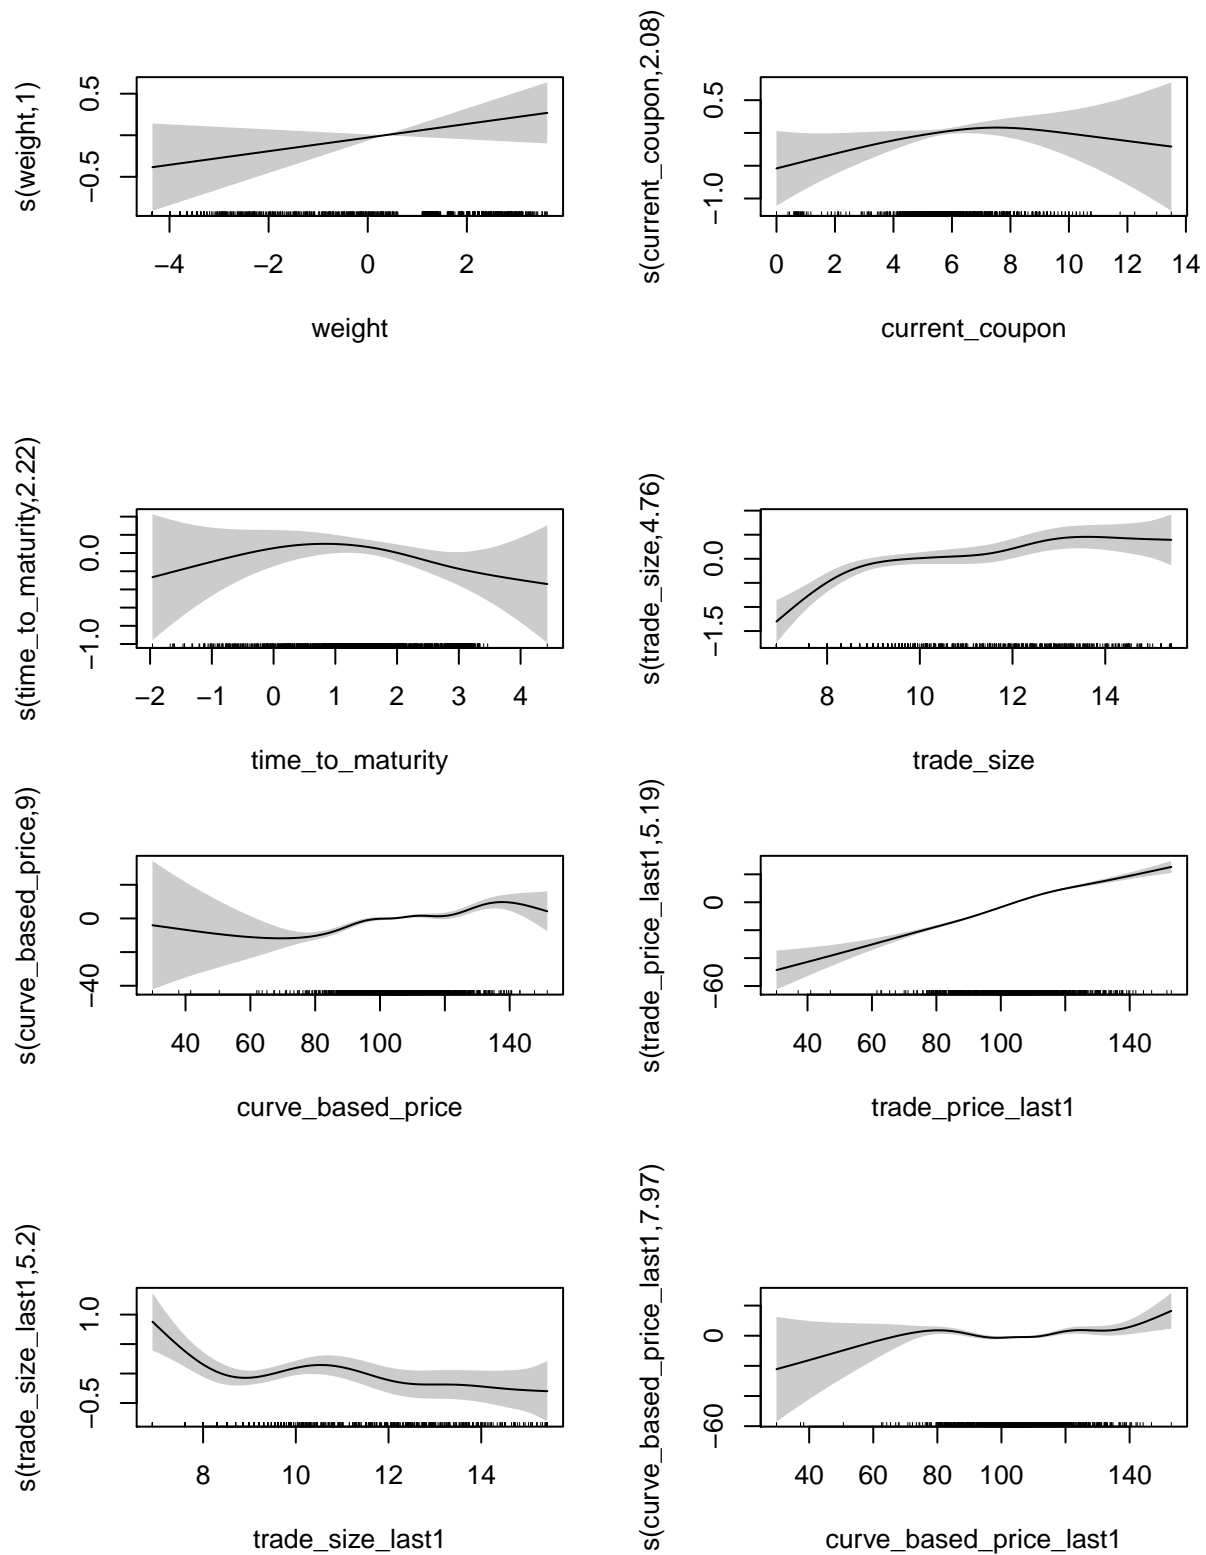 s(weight,1)
−0.5 0.5
−4 −2 0 2
weight
s(current_coupon,2.08)
−1.0 0.5
0 2 4 6 8 10 12 14
current_coupon
s(time_to_maturity,2.22)
−1.0 0.0
−2 −1 0 1 2 3 4
time_to_maturity
s(trade_size,4.76)
−1.5 0.0
8 10 12 14
trade_size
s(curve_based_price,9)
−40 0
40 60 80 100 140
curve_based_price
s(trade_price_last1,5.19)
−60 0
40 60 80 100 140
trade_price_last1
s(trade_size_last1,5.2)
−0.5 1.0
8 10 12 14
trade_size_last1
s(curve_based_price_last1,7.97)
−60 0
40 60 80 100 140
curve_based_price_last1